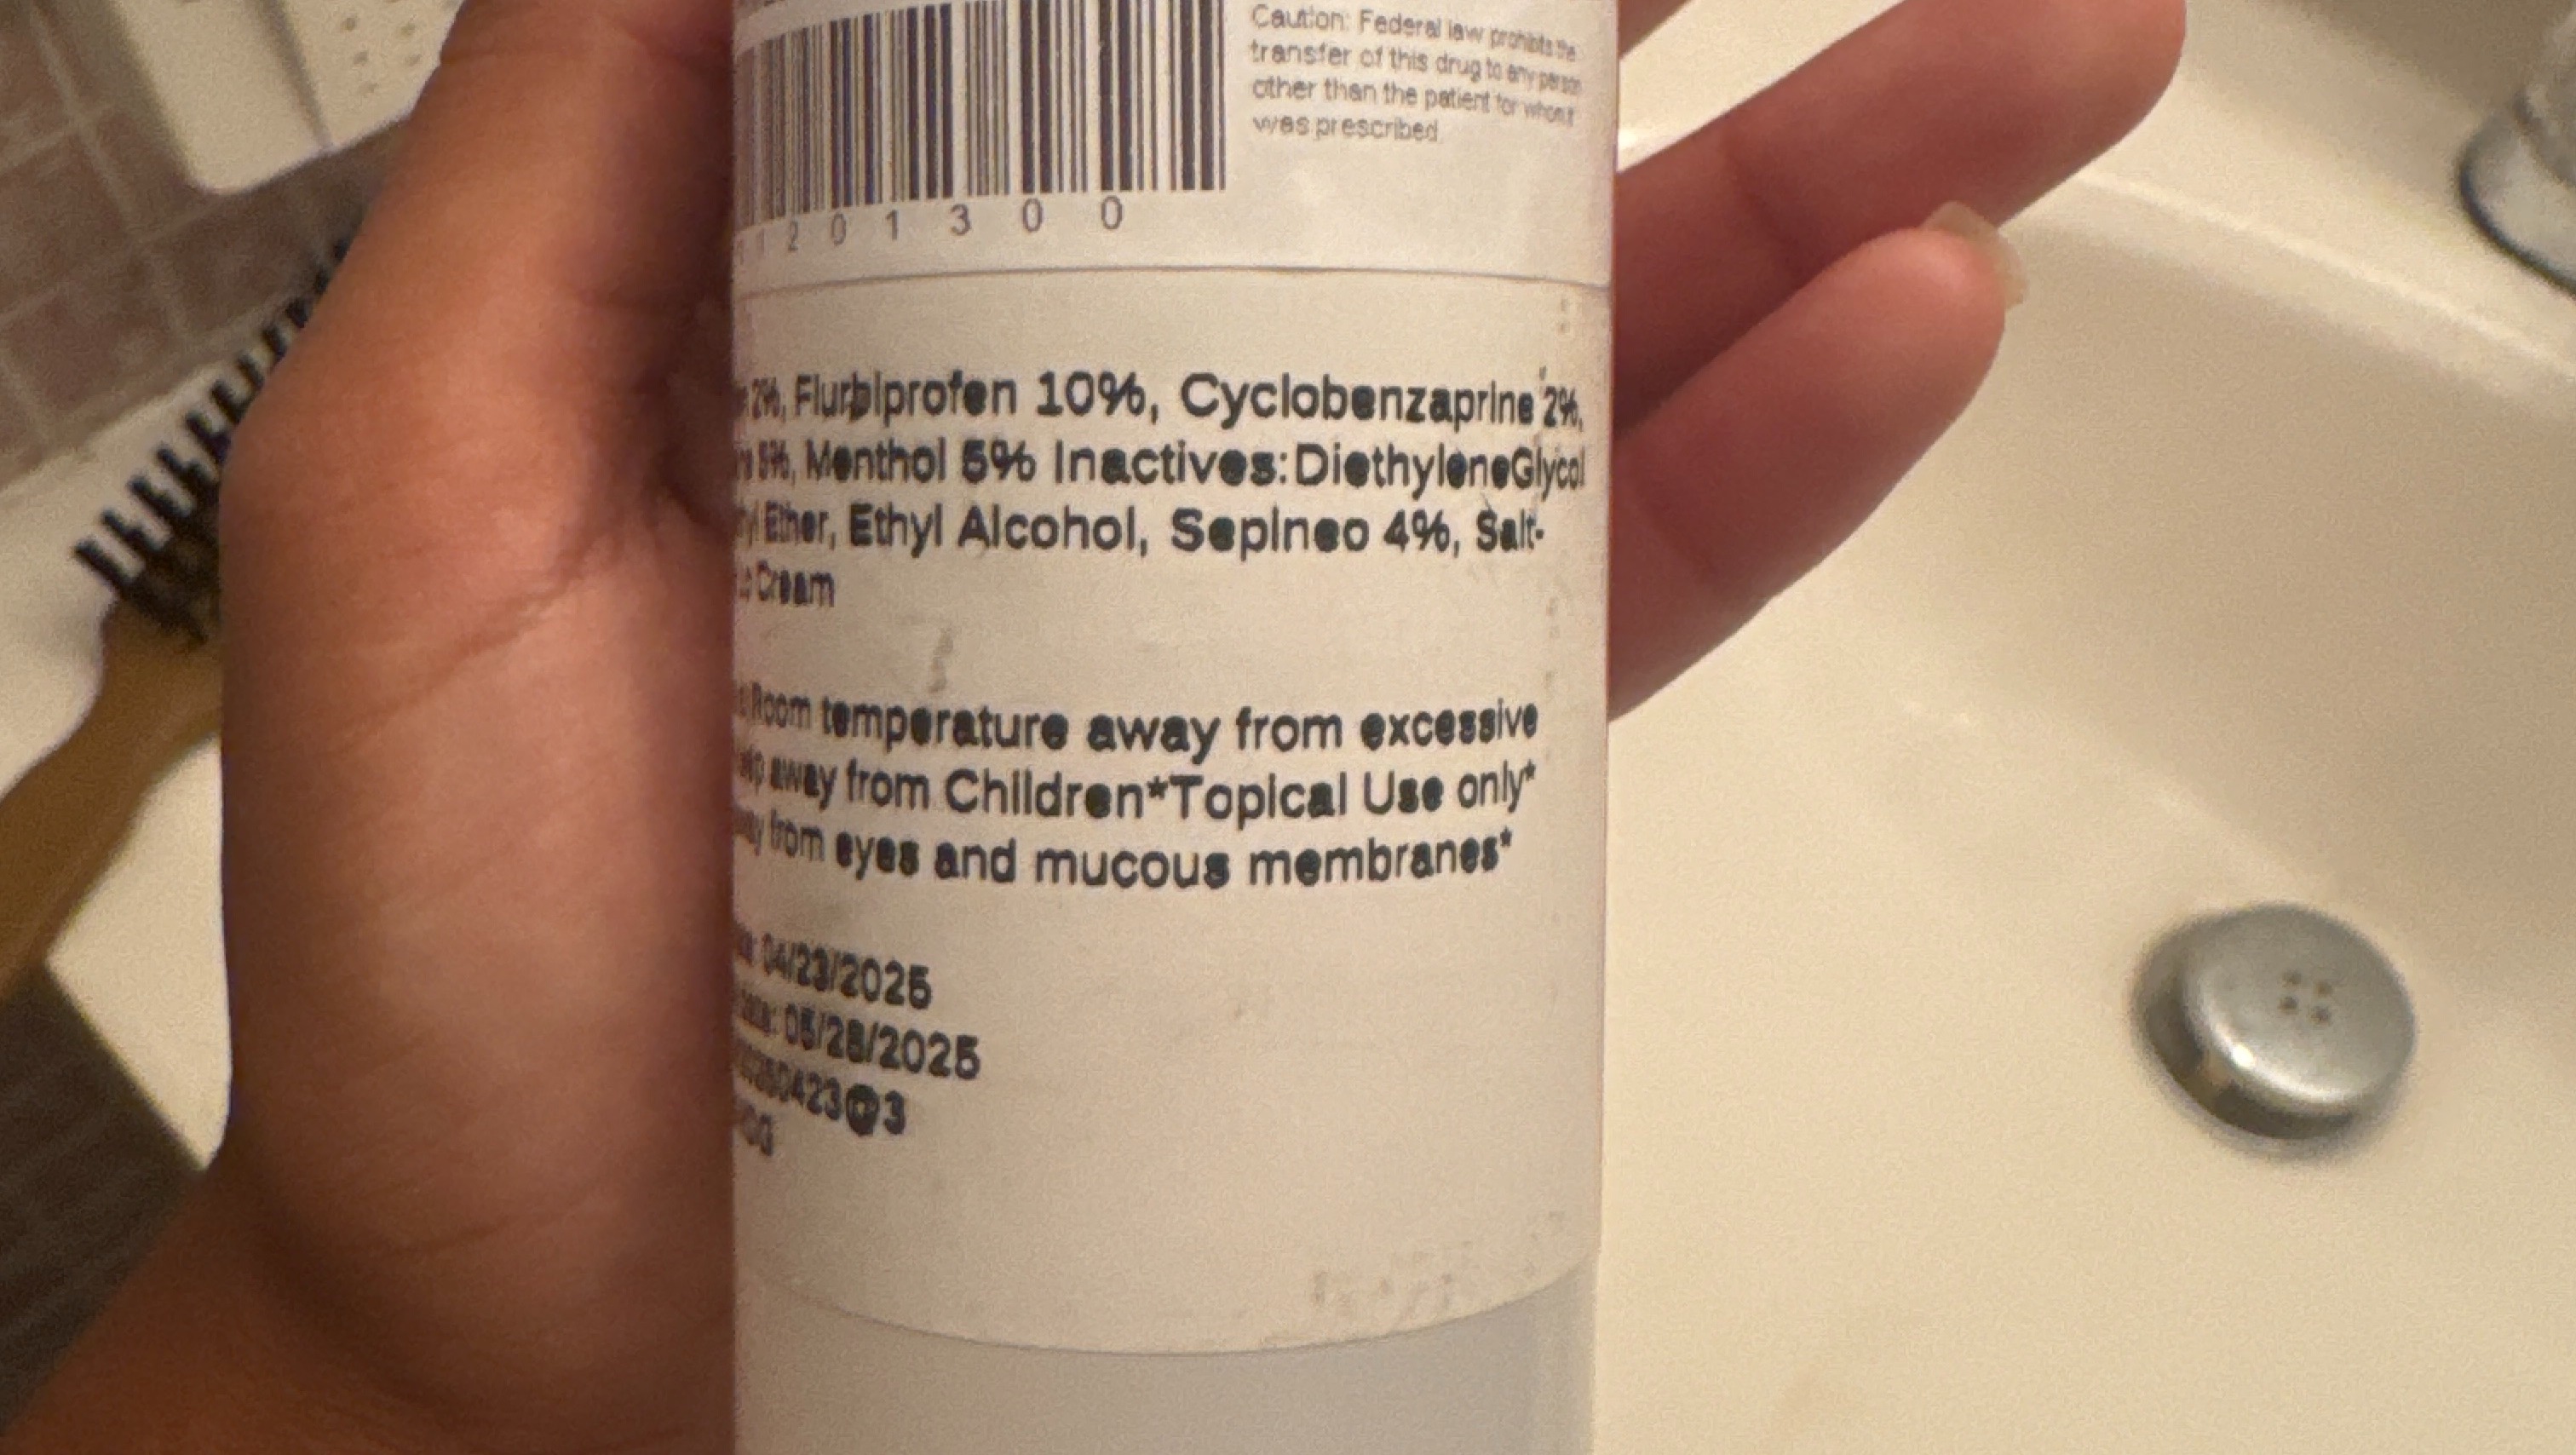 2 0 1 3 0 0
Caution: Federal law prohibits the
transfer of this drug to any person
other than the patient for whom it
was prescribed.
2%, Flurbiprofen 10%, Cyclobenzaprine 2%,
5%, Menthol 5% Inactives:DiethyleneGlycol
Ether, Ethyl Alcohol, Sepineo 4%, Salt-
Cream
Room temperature away from excessive
away from Children*Topical Use only*
from eyes and mucous membranes*
04/23/2025
05/28/2025